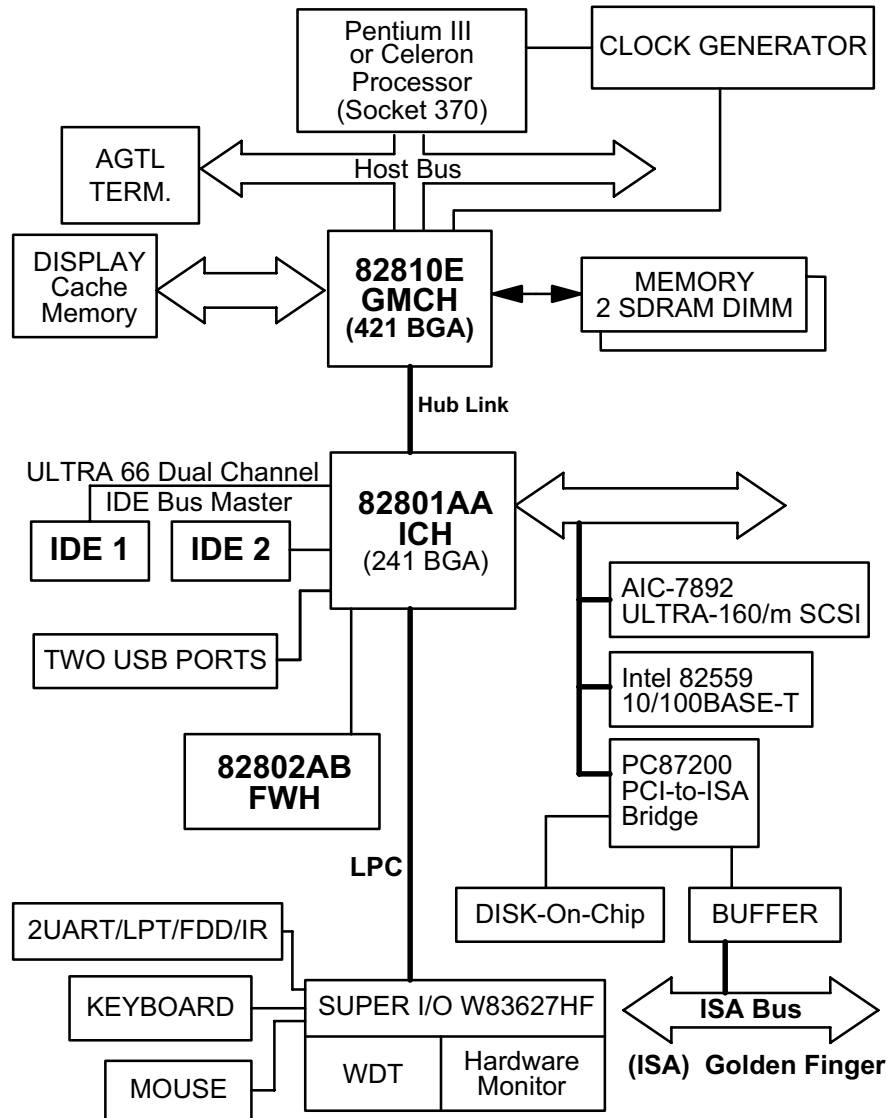 Pentium III
or Celeron
Processor
(Socket 370)
CLOCK GENERATOR
AGTL
TERM.
Host Bus
DISPLAY
Cache
Memory
82810E
GMCH
(421 BGA)
MEMORY
2 SDRAM DIMM
Hub Link
ULTRA 66 Dual Channel
IDE Bus Master
IDE 1
IDE 2
82801AA
ICH
(241 BGA)
AIC-7892
ULTRA-160/m SCSI
TWO USB PORTS
Intel 82559
10/100BASE-T
82802AB
FWH
PC87200
PCI-to-ISA
Bridge
LPC
DISK-On-Chip
BUFFER
2UART/LPT/FDD/IR
KEYBOARD
MOUSE
SUPER I/O W83627HF
WDT
Hardware
Monitor
ISA Bus
(ISA) Golden Finger